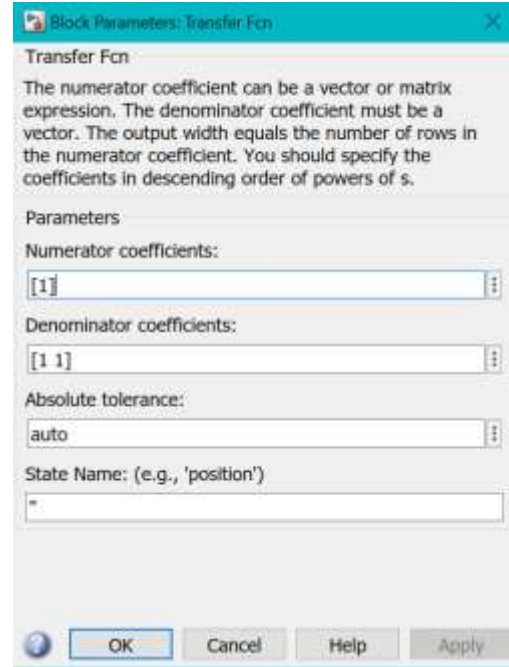 Block Parameters: Transfer Fcn
Transfer Fcn
The numerator coefficient can be a vector or matrix
expression. The denominator coefficient must be a
vector. The output width equals the number of rows in
the numerator coefficient. You should specify the
coefficients in descending order of powers of s.
Parameters
Numerator coefficients:
[1]
Denominator coefficients:
[1 1]
Absolute tolerance:
auto
State Name: (e.g., 'position')
''
OK Cancel Help Apply